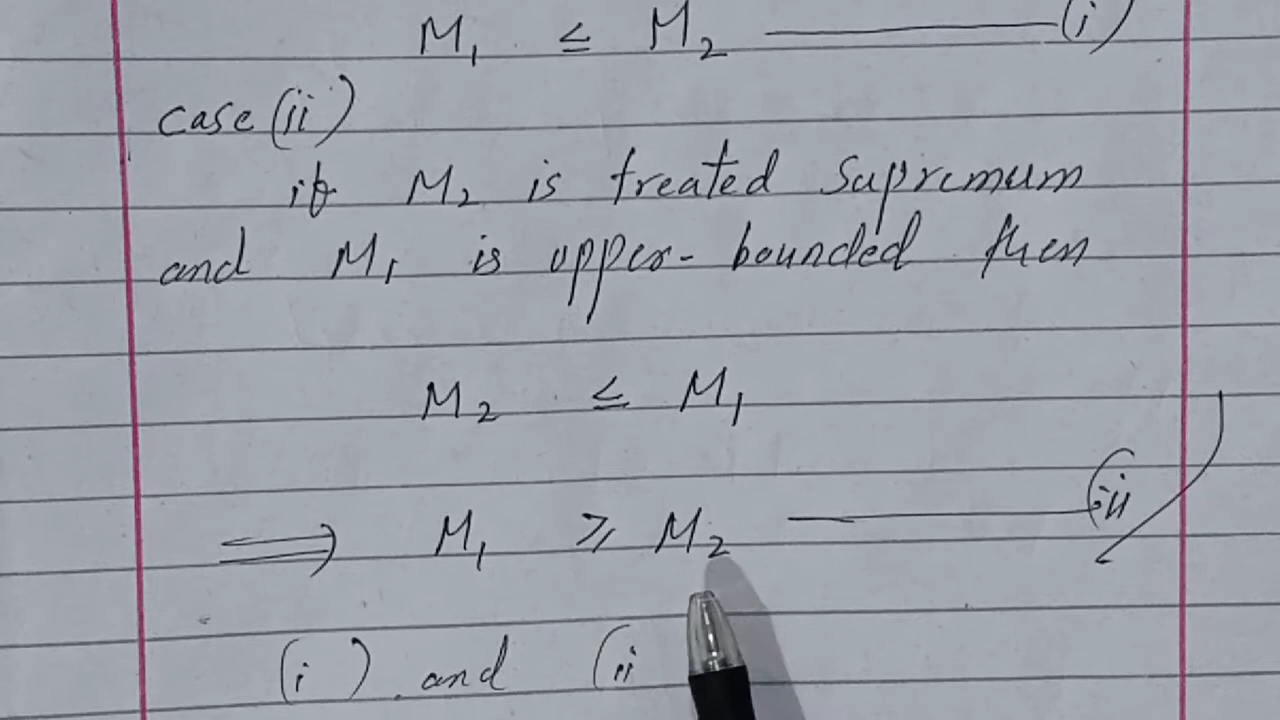 M₁ ≤ M₂ ———(i)
case (ii)
if M₂ is treated Supremum
and M₁ is upper-bounded then
M₂ ≤ M₁
⟹ M₁ ⩾ M₂ ———(ii)
(i) and (ii